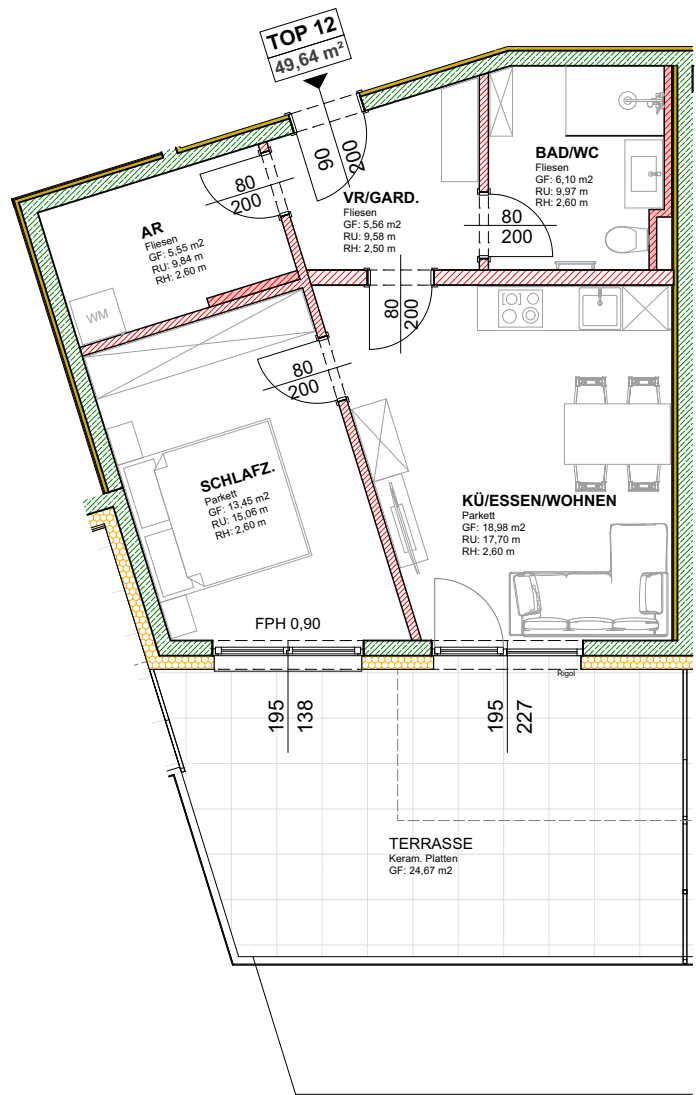 TOP 12
49,64 m²
90
200
BAD/WC
Fliesen
GF: 6,10 m2
RU: 9,97 m
RH: 2,60 m
80
200
VR/GARD.
Fliesen
GF: 5,56 m2
RU: 9,58 m
RH: 2,50 m
80
200
AR
Fliesen
GF: 5,55 m2
RU: 9,84 m
RH: 2,60 m
WM
80
200
80
200
SCHLAFZ.
Parkett
GF: 13,45 m2
RU: 15,06 m
RH: 2,60 m
KÜ/ESSEN/WOHNEN
Parkett
GF: 18,98 m2
RU: 17,70 m
RH: 2,60 m
FPH 0,90
Rigol
195
138
195
227
TERRASSE
Keram. Platten
GF: 24,67 m2